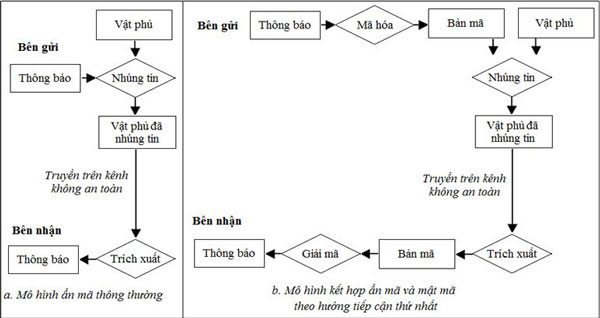 Vật phủ
Bên gửi
Thông báo
Nhúng tin
Vật phủ đã
nhúng tin
Truyền trên kênh
không an toàn
Bên nhận
Thông báo
Trích xuất
a. Mô hình ẩn mã thông thường
Bên gửi
Thông báo
Mã hóa
Bản mã
Vật phủ
Nhúng tin
Vật phủ đã
nhúng tin
Truyền trên kênh
không an toàn
Bên nhận
Thông báo
Giải mã
Bản mã
Trích xuất
b. Mô hình kết hợp ẩn mã và mật mã
theo hướng tiếp cận thứ nhất